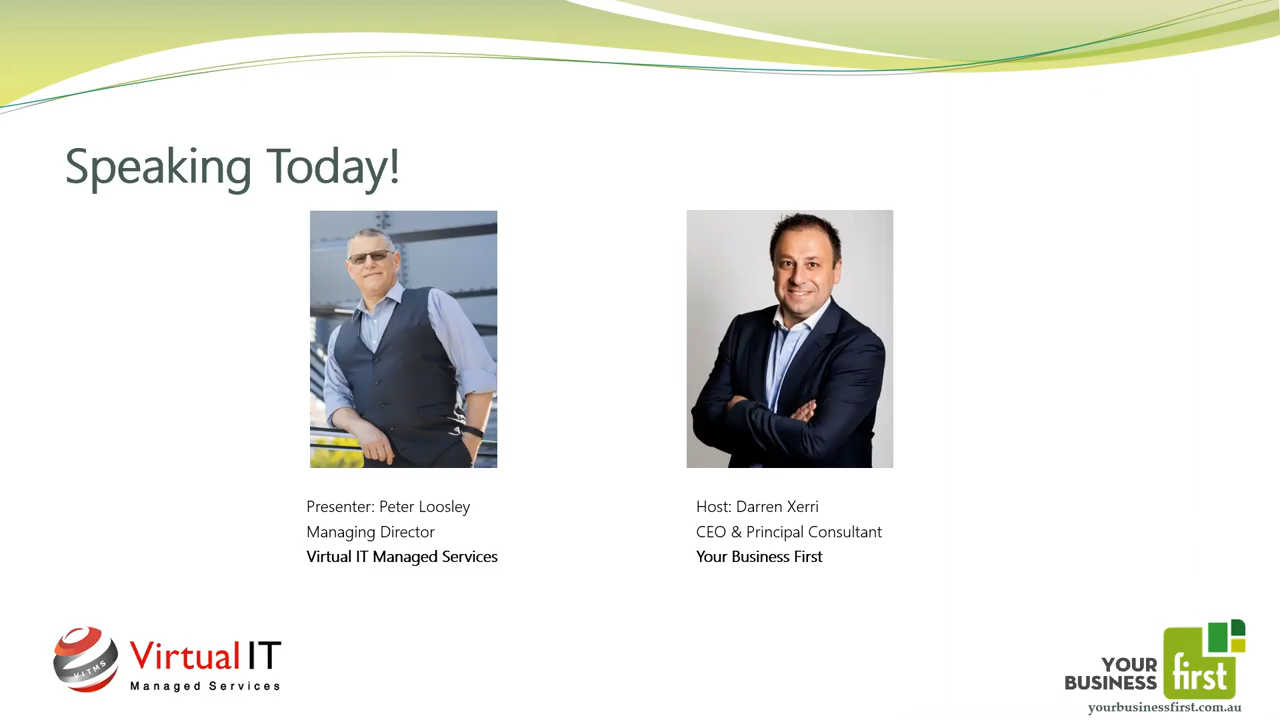 Speaking Today!
Presenter: Peter Loosley
Managing Director
Virtual IT Managed Services
Host: Darren Xerri
CEO & Principal Consultant
Your Business First
VITMS
Virtual IT
Managed Services
YOUR
BUSINESS
first
yourbusinessfirst.com.au